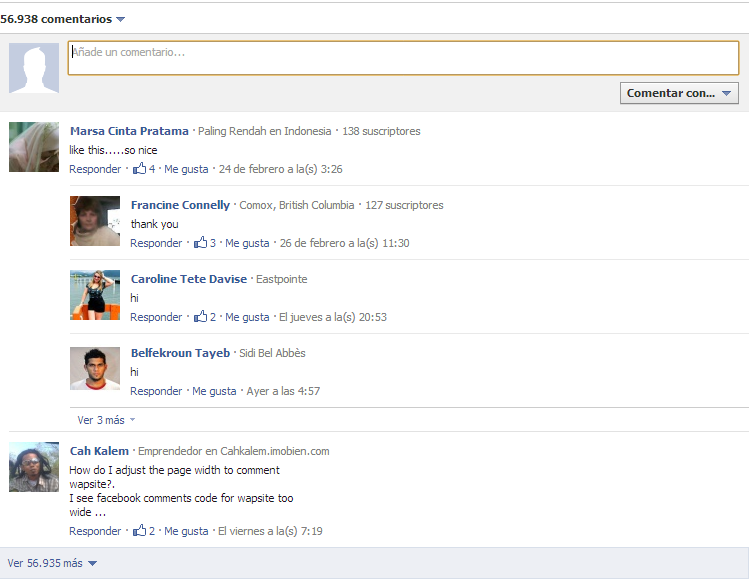 56.938 comentarios
Añade un comentario...
Comentar con...
Marsa Cinta Pratama · Paling Rendah en Indonesia · 138 suscriptores
like this.....so nice
Responder · 4 · Me gusta · 24 de febrero a la(s) 3:26
Francine Connelly · Comox, British Columbia · 127 suscriptores
thank you
Responder · 3 · Me gusta · 26 de febrero a la(s) 11:30
Caroline Tete Davise · Eastpointe
hi
Responder · 2 · Me gusta · El jueves a la(s) 20:53
Belfekroun Tayeb · Sidi Bel Abbès
hi
Responder · Me gusta · Ayer a las 4:57
Ver 3 más
Cah Kalem · Emprendedor en Cahkalem.imobien.com
How do I adjust the page width to comment
wapsite?.
I see facebook comments code for wapsite too
wide ...
Responder · 2 · Me gusta · El viernes a la(s) 7:19
Ver 56.935 más